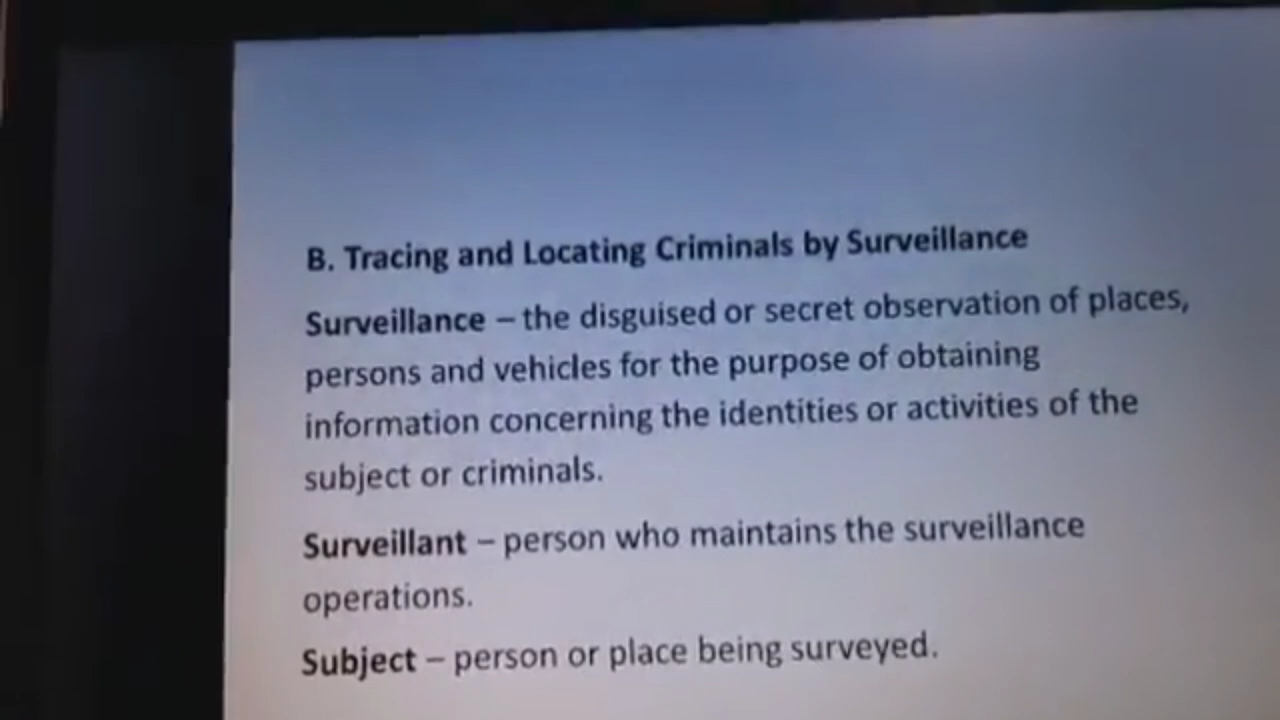 B. Tracing and Locating Criminals by Surveillance
Surveillance – the disguised or secret observation of places,
persons and vehicles for the purpose of obtaining
information concerning the identities or activities of the
subject or criminals.
Surveillant – person who maintains the surveillance
operations.
Subject – person or place being surveyed.